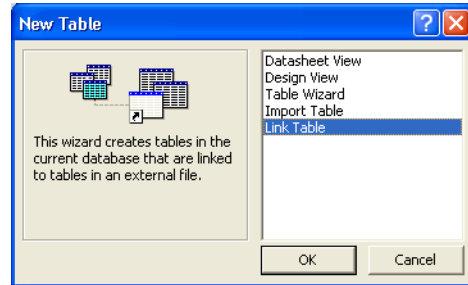 New Table
This wizard creates tables in the
current database that are linked
to tables in an external file.
Datasheet View
Design View
Table Wizard
Import Table
Link Table
OK
Cancel